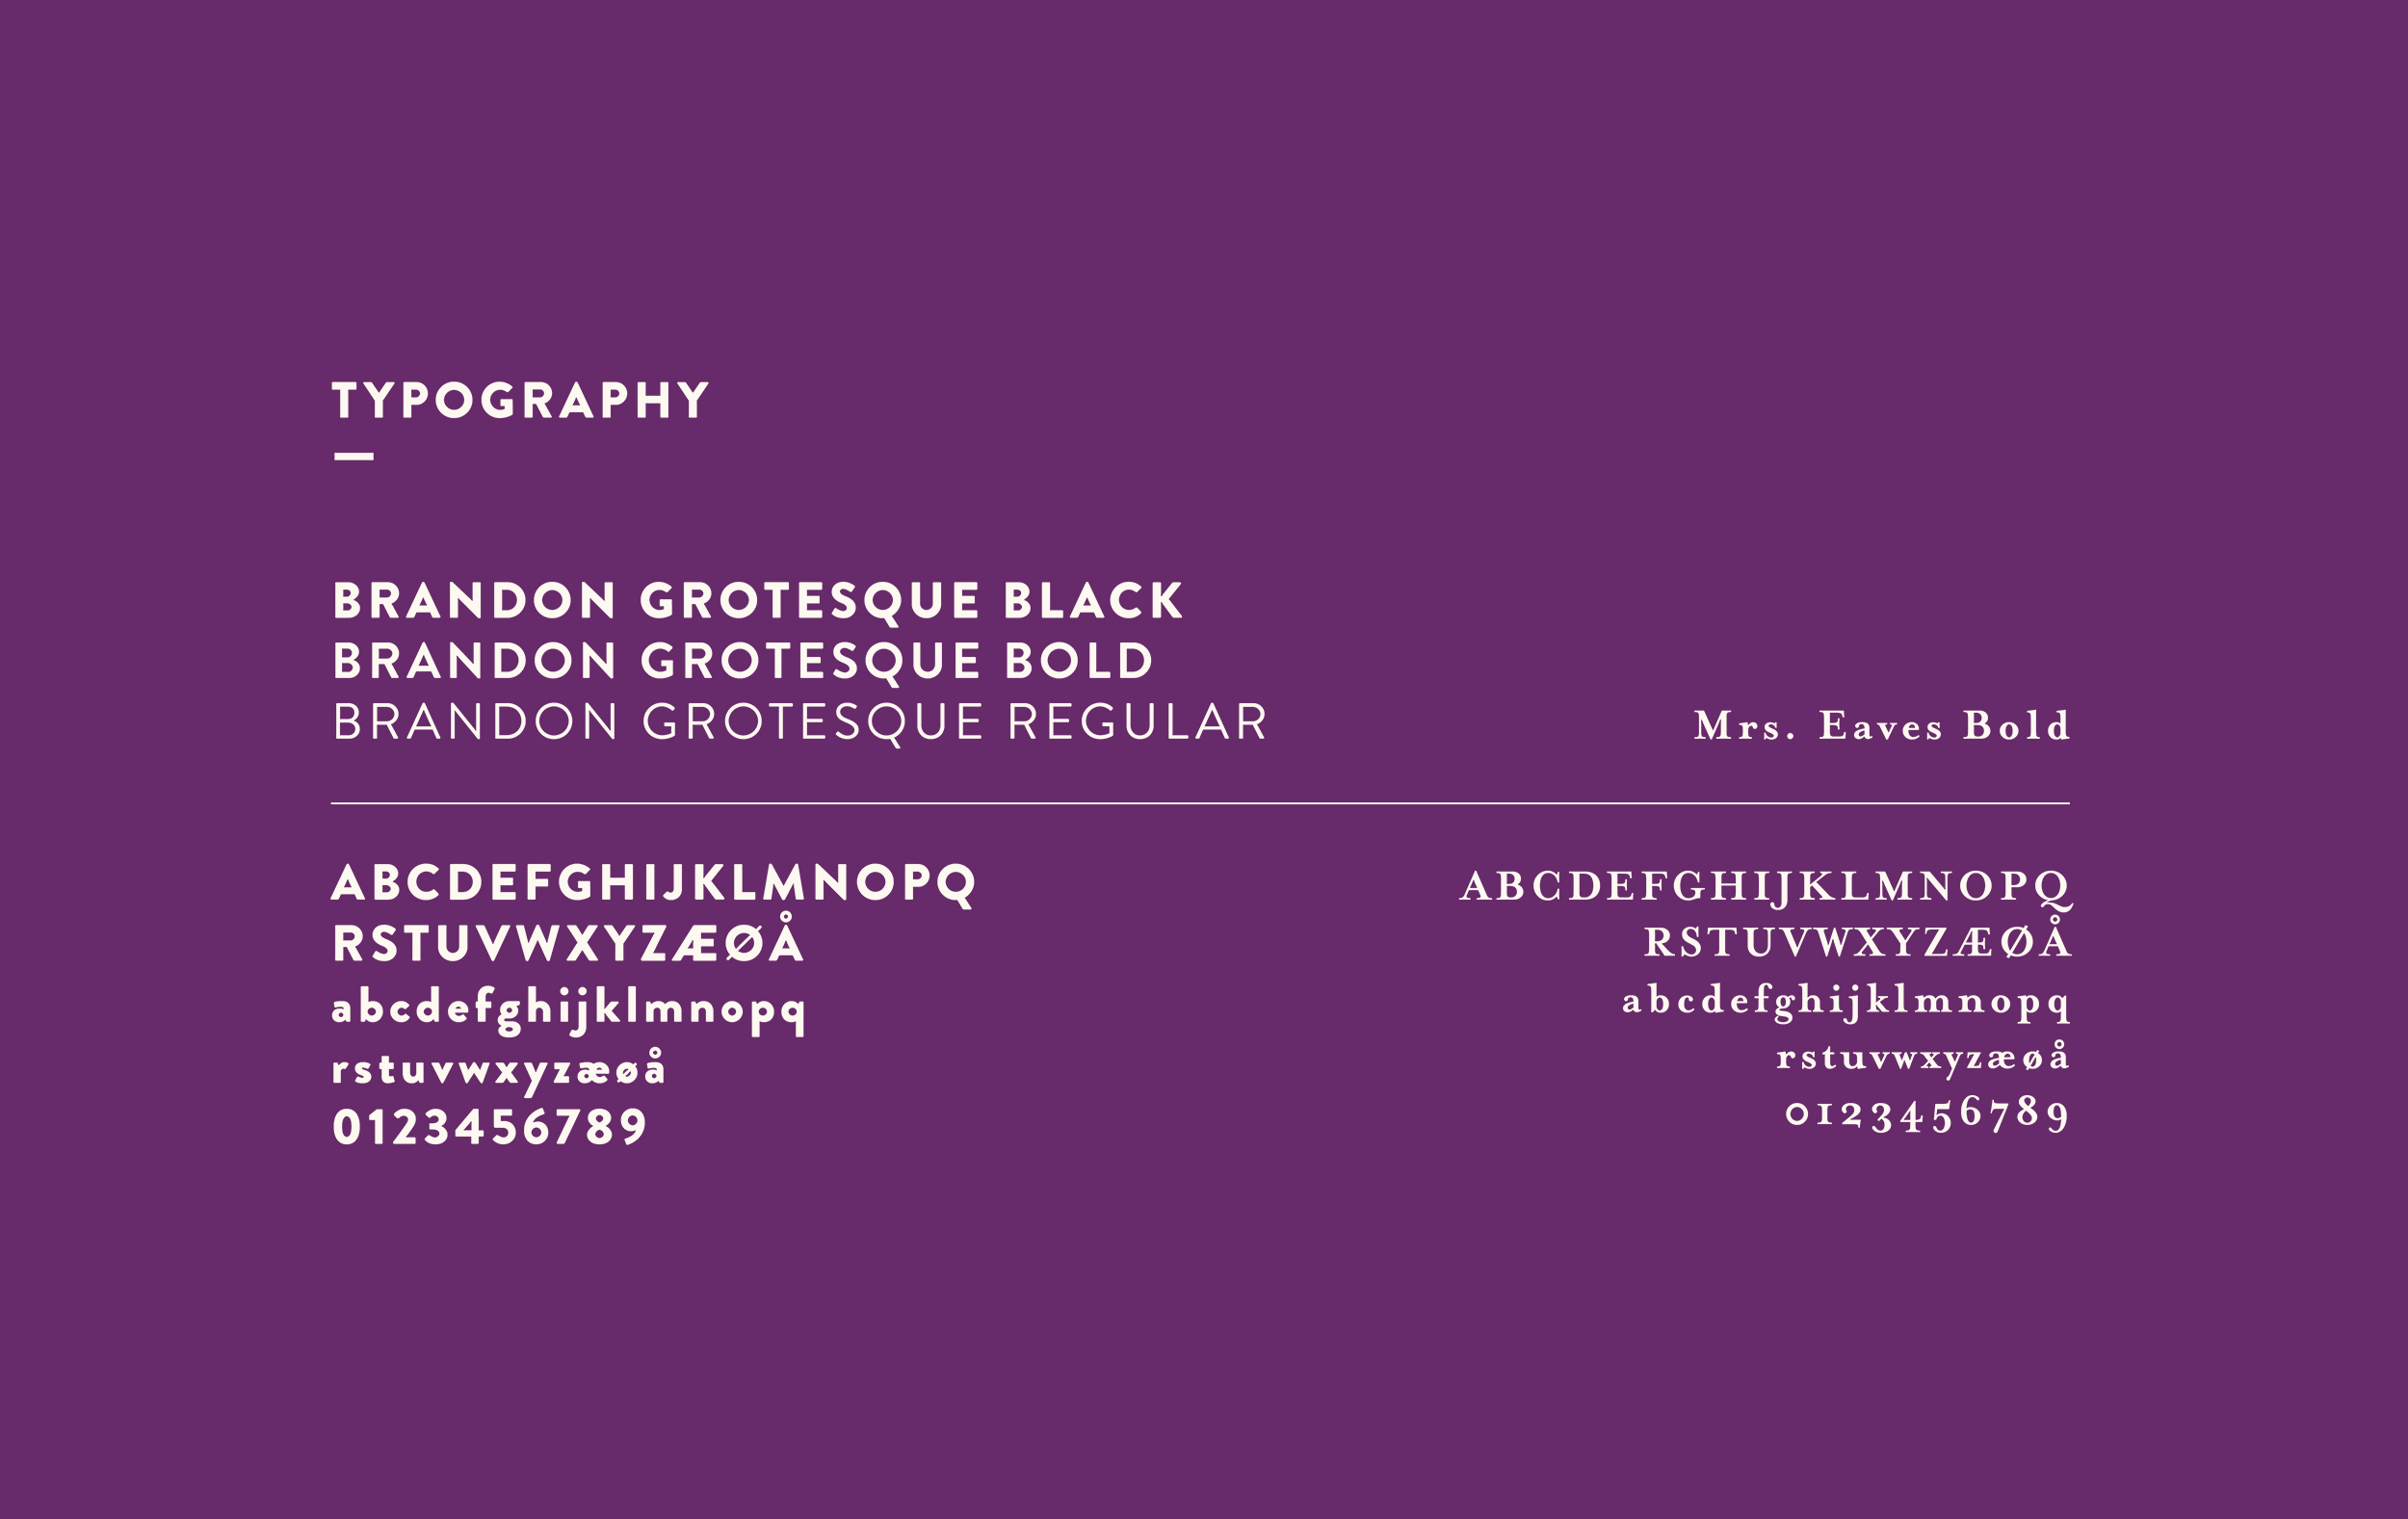 TYPOGRAPHY
BRANDON GROTESQUE BLACK
BRANDON GROTESQUE BOLD
BRANDON GROTESQUE REGULAR
Mrs. Eaves Bold
ABCDEFGHIJKLMNOPQ
RSTUVWXYZÆØÅ
abcdefghijklmnopq
rstuvwxyzæøå
0123456789
ABCDEFGHIJKLMNOPQ
RSTUVWXYZÆØÅ
abcdefghijklmnopq
rstuvwxyzæøå
0123456789